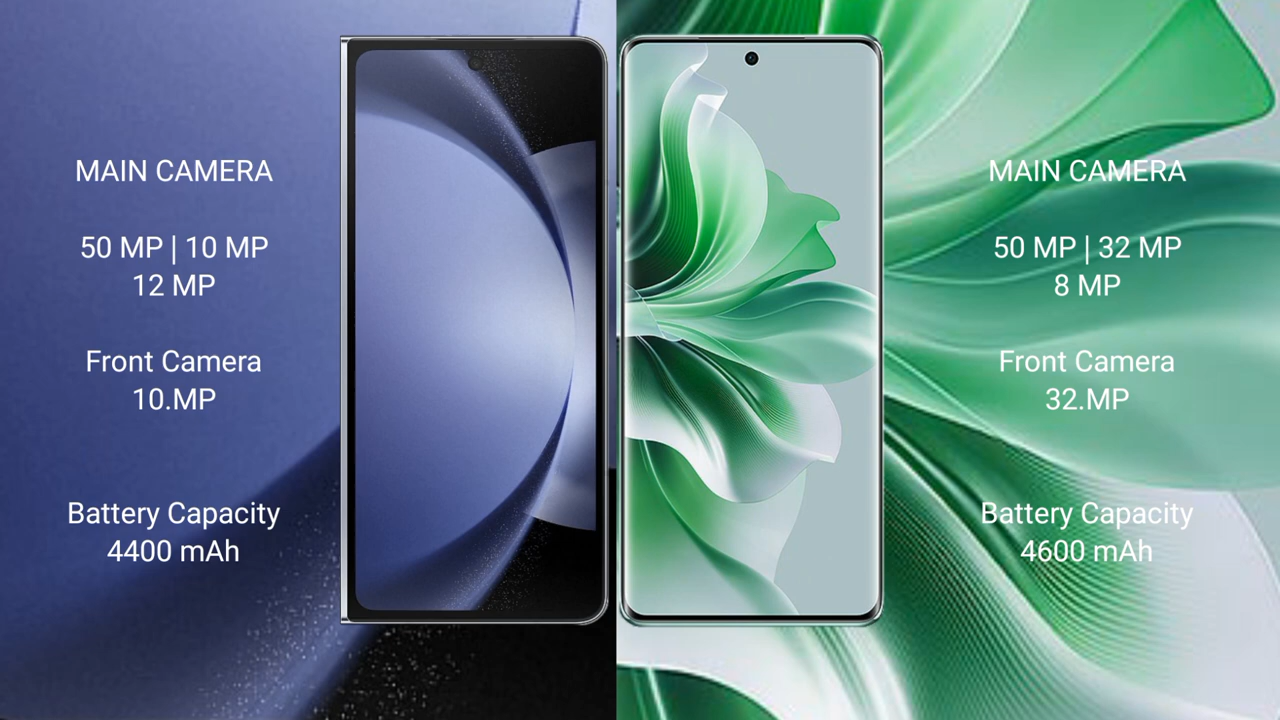 MAIN CAMERA
50 MP | 10 MP
12 MP
Front Camera
10.MP
Battery Capacity
4400 mAh
MAIN CAMERA
50 MP | 32 MP
8 MP
Front Camera
32.MP
Battery Capacity
4600 mAh